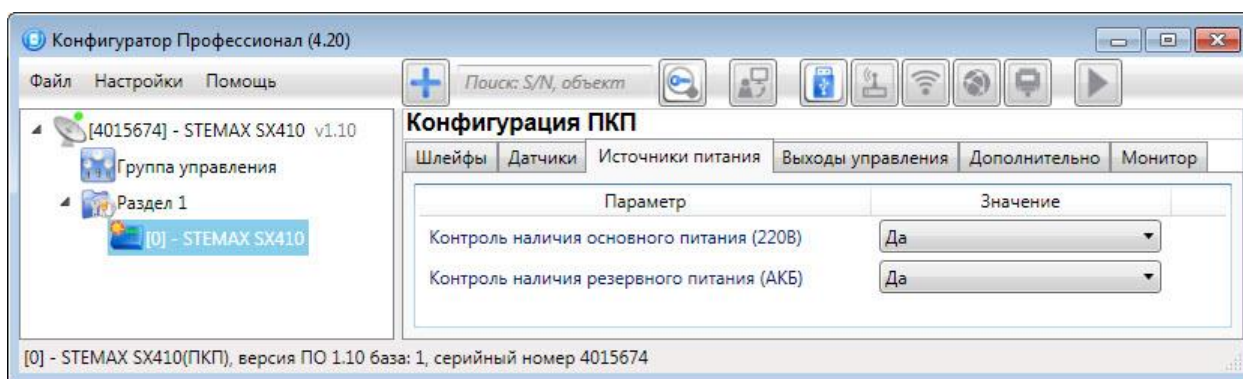 Конфигуратор Профессионал (4.20)
Файл Настройки Помощь Поиск: S/N, объект
[4015674] - STEMAX SX410 v1.10
Группа управления
Раздел 1
[0] - STEMAX SX410
Конфигурация ПКП
Шлейфы Датчики Источники питания Выходы управления Дополнительно Монитор
Параметр Значение
Контроль наличия основного питания (220В) Да
Контроль наличия резервного питания (АКБ) Да
[0] - STEMAX SX410(ПКП), версия ПО 1.10 база: 1, серийный номер 4015674